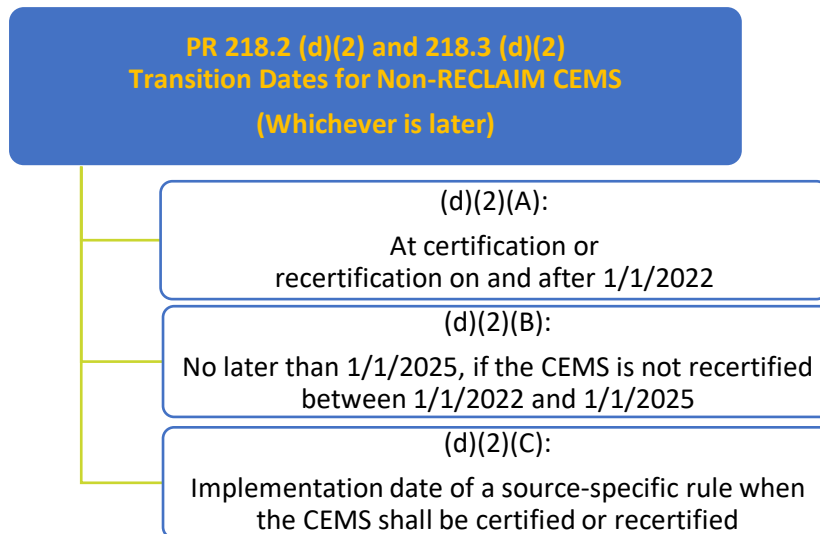 PR 218.2 (d)(2) and 218.3 (d)(2)
Transition Dates for Non-RECLAIM CEMS
(Whichever is later)
(d)(2)(A):
At certification or
recertification on and after 1/1/2022
(d)(2)(B):
No later than 1/1/2025, if the CEMS is not recertified
between 1/1/2022 and 1/1/2025
(d)(2)(C):
Implementation date of a source-specific rule when
the CEMS shall be certified or recertified